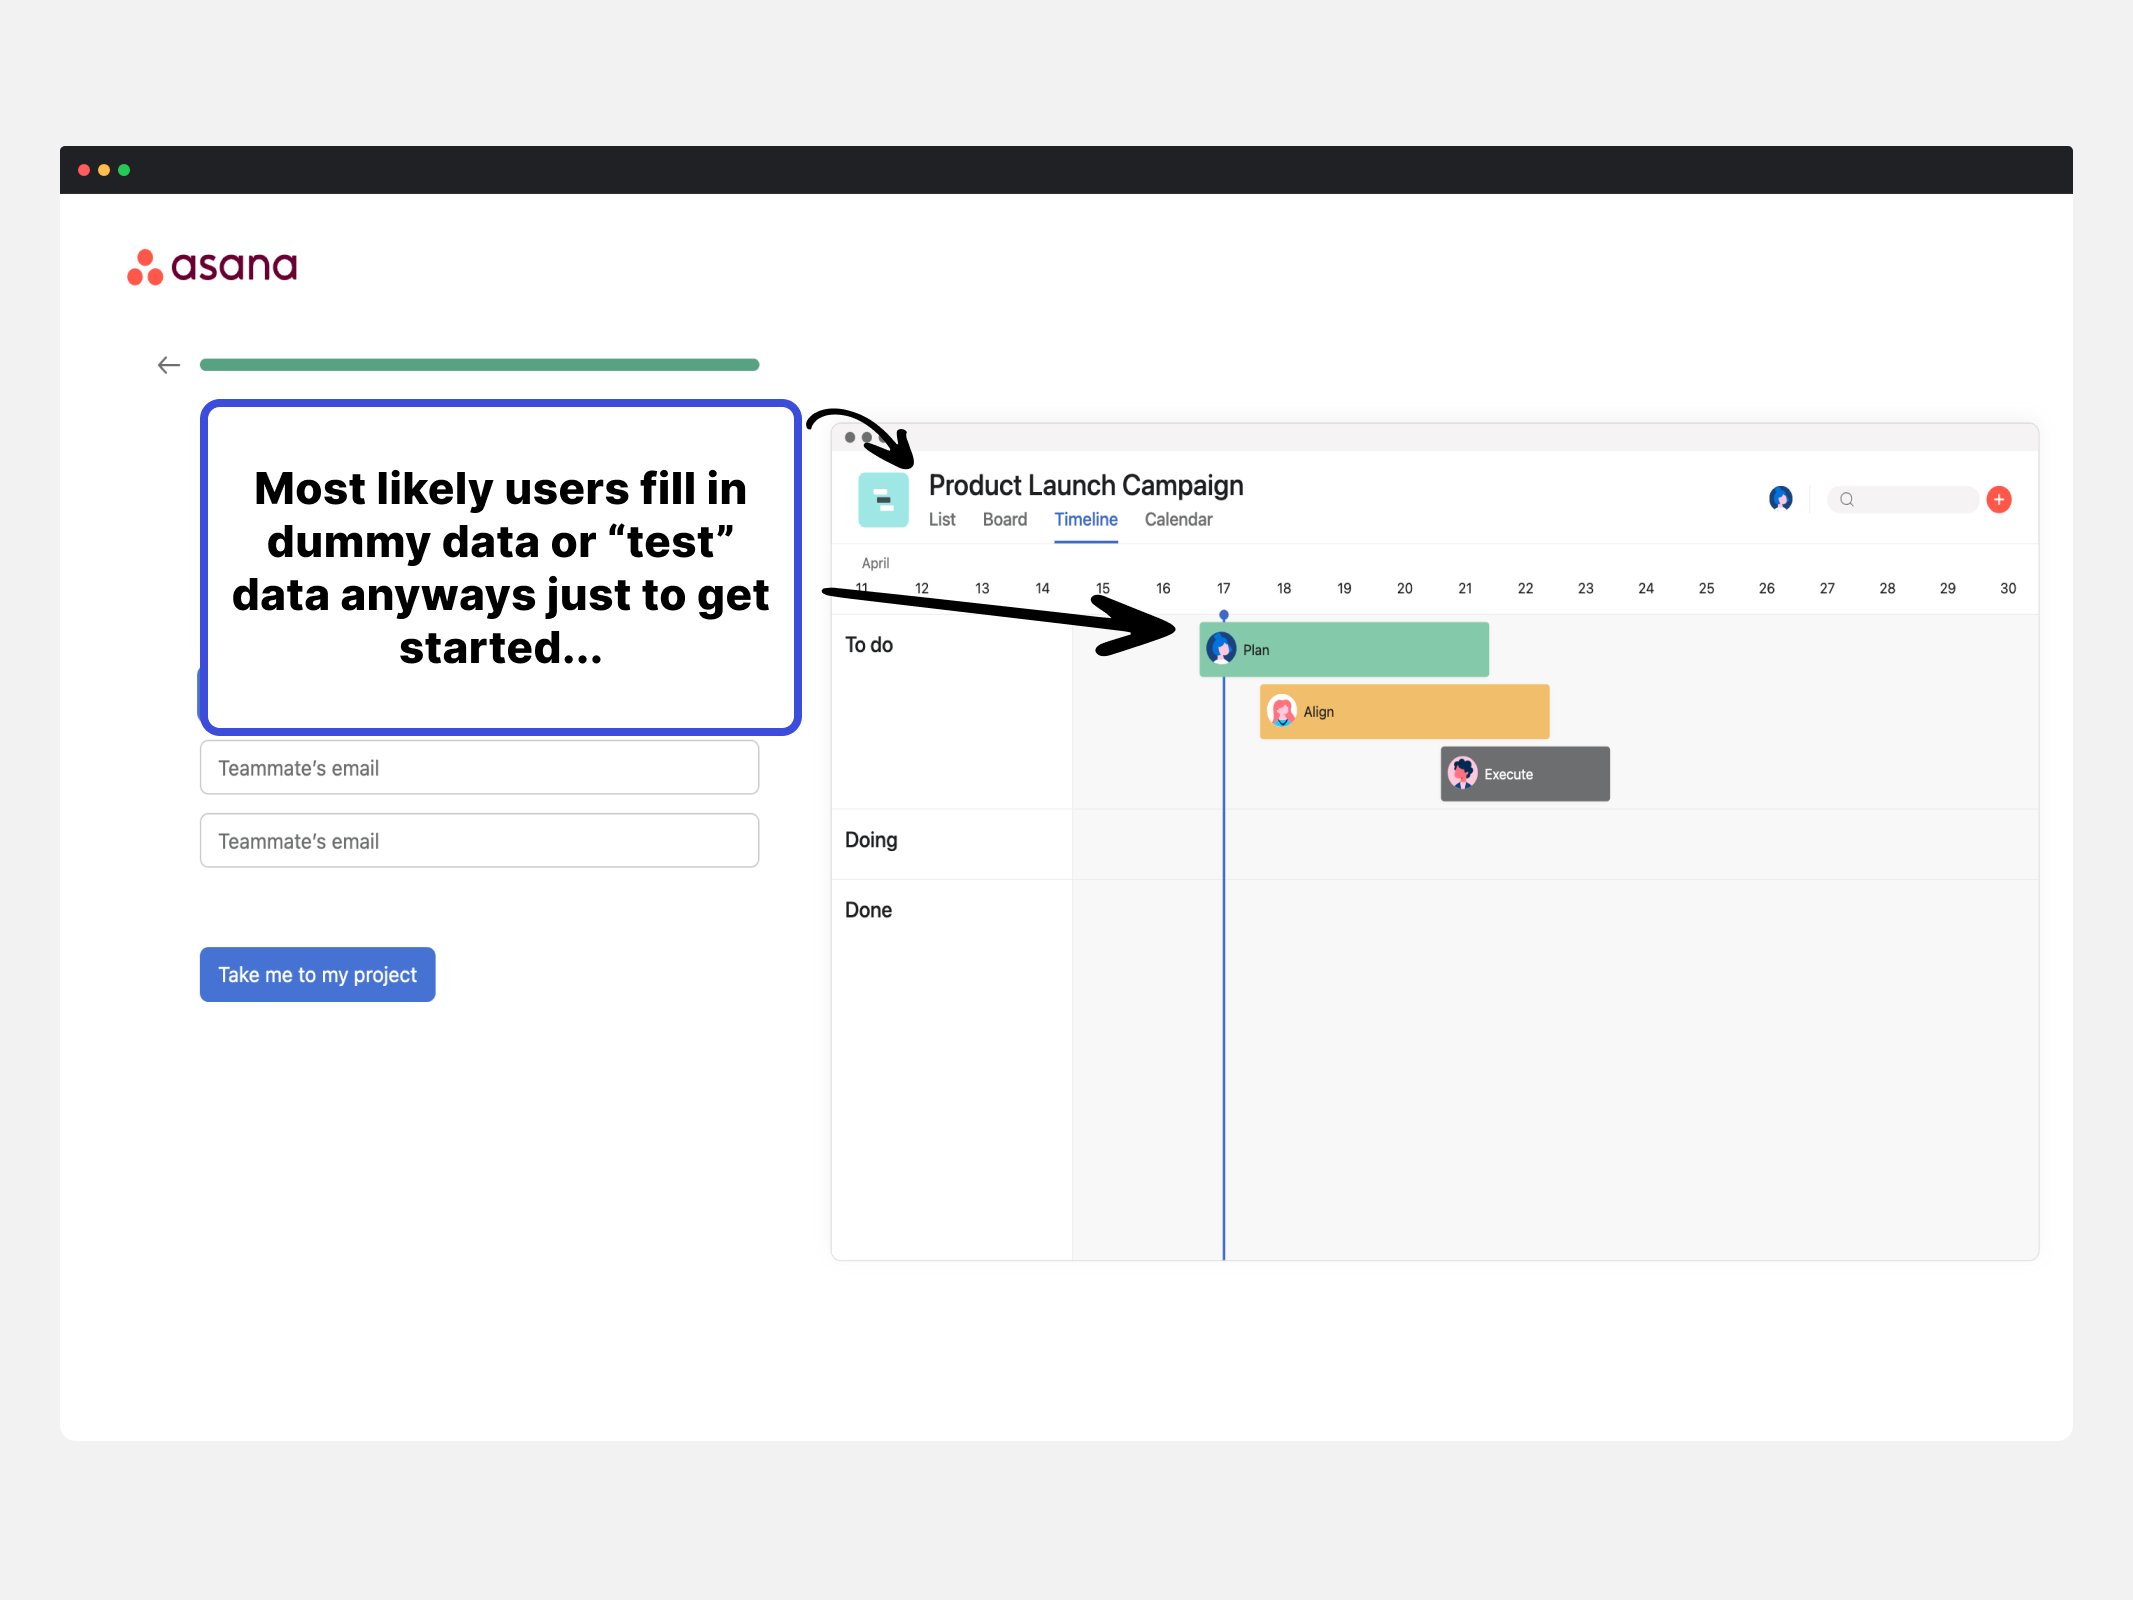 asana
Most likely users fill in
dummy data or “test”
data anyways just to get
started...
Teammate’s email
Teammate’s email
Take me to my project
Product Launch Campaign
List Board Timeline Calendar
April
11 12 13 14 15 16 17 18 19 20 21 22 23 24 25 26 27 28 29 30
To do
Plan
Align
Execute
Doing
Done